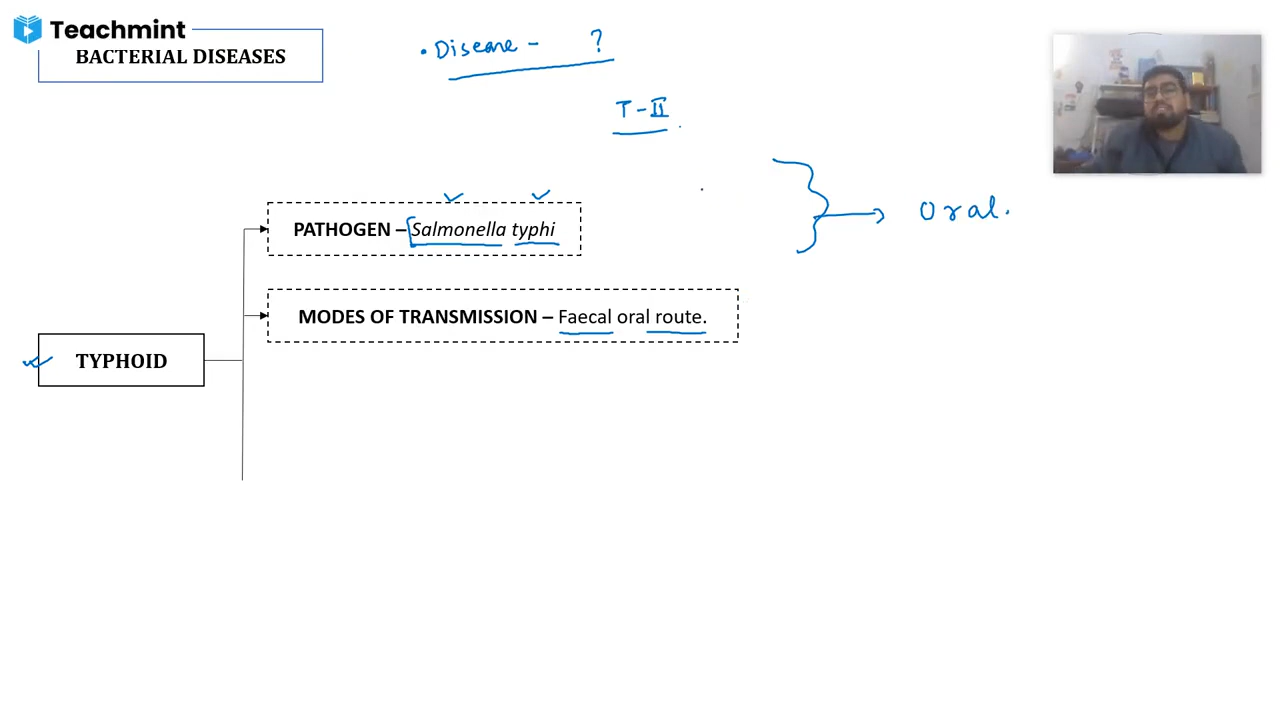 Teachmint
BACTERIAL DISEASES
• Disease - ?
T-II
PATHOGEN – Salmonella typhi
Oral.
MODES OF TRANSMISSION – Faecal oral route.
TYPHOID